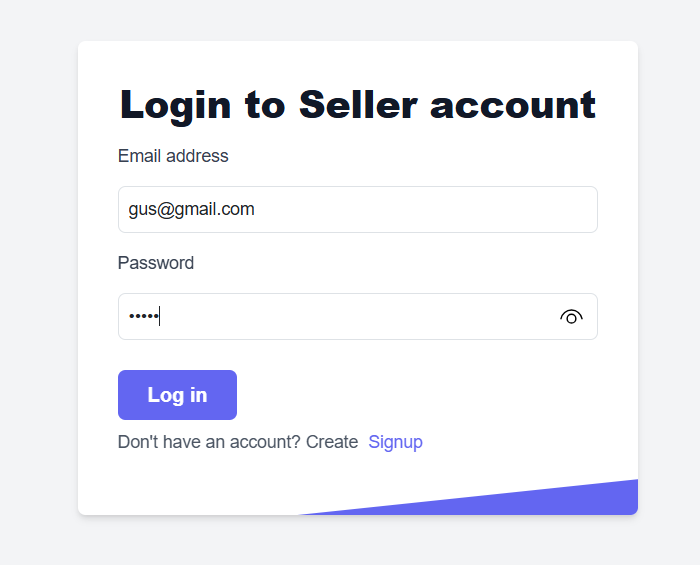 Login to Seller account
Email address
gus@gmail.com
Password
•••••
Log in
Don't have an account? Create Signup